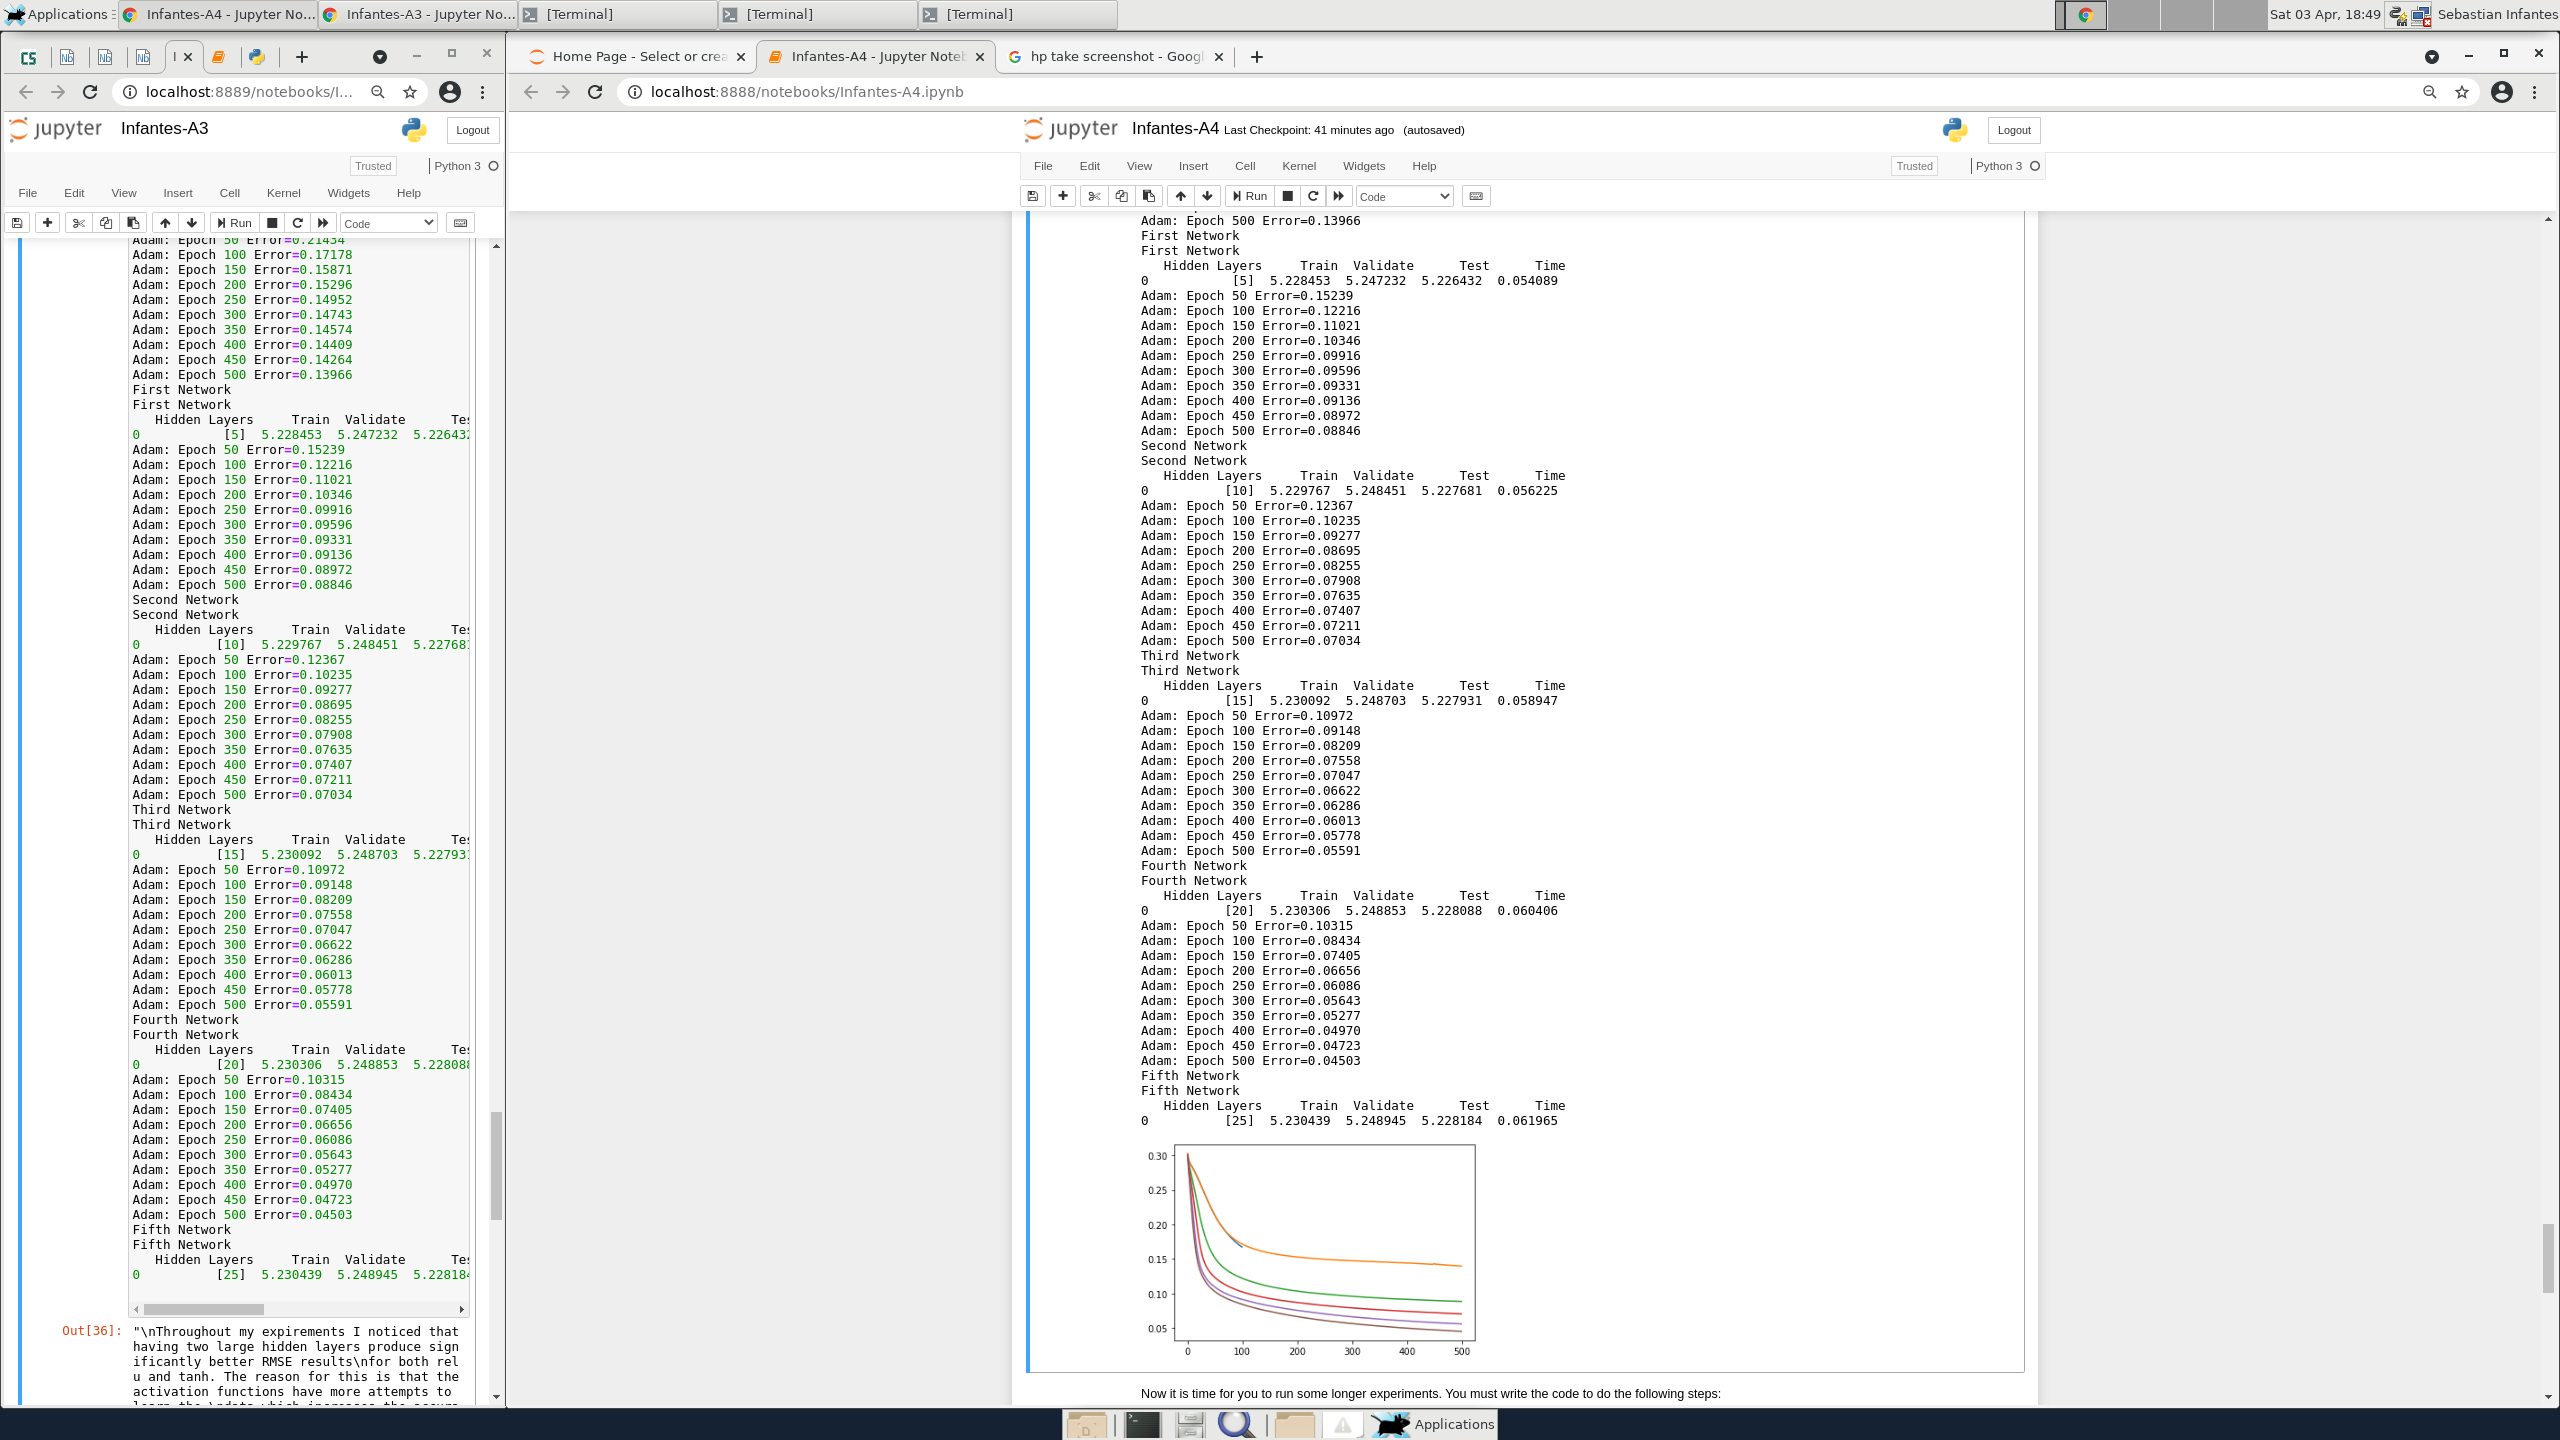 Applications
Infantes-A4 - Jupyter No...
Infantes-A3 - Jupyter No...
[Terminal]
[Terminal]
[Terminal]
Sat 03 Apr, 18:49
Sebastian Infantes
I
localhost:8889/notebooks/I...
jupyter Infantes-A3
Logout
Trusted
Python 3
File Edit View Insert Cell Kernel Widgets Help
Run
Code
Adam: Epoch 50 Error=0.21434
Adam: Epoch 100 Error=0.17178
Adam: Epoch 150 Error=0.15871
Adam: Epoch 200 Error=0.15296
Adam: Epoch 250 Error=0.14952
Adam: Epoch 300 Error=0.14743
Adam: Epoch 350 Error=0.14574
Adam: Epoch 400 Error=0.14409
Adam: Epoch 450 Error=0.14264
Adam: Epoch 500 Error=0.13966
First Network
First Network
Hidden Layers Train Validate Tes
0 [5] 5.228453 5.247232 5.226432
Adam: Epoch 50 Error=0.15239
Adam: Epoch 100 Error=0.12216
Adam: Epoch 150 Error=0.11021
Adam: Epoch 200 Error=0.10346
Adam: Epoch 250 Error=0.09916
Adam: Epoch 300 Error=0.09596
Adam: Epoch 350 Error=0.09331
Adam: Epoch 400 Error=0.09136
Adam: Epoch 450 Error=0.08972
Adam: Epoch 500 Error=0.08846
Second Network
Second Network
Hidden Layers Train Validate Tes
0 [10] 5.229767 5.248451 5.227681
Adam: Epoch 50 Error=0.12367
Adam: Epoch 100 Error=0.10235
Adam: Epoch 150 Error=0.09277
Adam: Epoch 200 Error=0.08695
Adam: Epoch 250 Error=0.08255
Adam: Epoch 300 Error=0.07908
Adam: Epoch 350 Error=0.07635
Adam: Epoch 400 Error=0.07407
Adam: Epoch 450 Error=0.07211
Adam: Epoch 500 Error=0.07034
Third Network
Third Network
Hidden Layers Train Validate Tes
0 [15] 5.230092 5.248703 5.227931
Adam: Epoch 50 Error=0.10972
Adam: Epoch 100 Error=0.09148
Adam: Epoch 150 Error=0.08209
Adam: Epoch 200 Error=0.07558
Adam: Epoch 250 Error=0.07047
Adam: Epoch 300 Error=0.06622
Adam: Epoch 350 Error=0.06286
Adam: Epoch 400 Error=0.06013
Adam: Epoch 450 Error=0.05778
Adam: Epoch 500 Error=0.05591
Fourth Network
Fourth Network
Hidden Layers Train Validate Tes
0 [20] 5.230306 5.248853 5.228088
Adam: Epoch 50 Error=0.10315
Adam: Epoch 100 Error=0.08434
Adam: Epoch 150 Error=0.07405
Adam: Epoch 200 Error=0.06656
Adam: Epoch 250 Error=0.06086
Adam: Epoch 300 Error=0.05643
Adam: Epoch 350 Error=0.05277
Adam: Epoch 400 Error=0.04970
Adam: Epoch 450 Error=0.04723
Adam: Epoch 500 Error=0.04503
Fifth Network
Fifth Network
Hidden Layers Train Validate Tes
0 [25] 5.230439 5.248945 5.228184
Out[36]: "\nThroughout my expirements I noticed that
having two large hidden layers produce sign
ificantly better RMSE results\nfor both rel
u and tanh. The reason for this is that the
activation functions have more attempts to
Home Page - Select or crea
Infantes-A4 - Jupyter Noteb
hp take screenshot - Googl
localhost:8888/notebooks/Infantes-A4.ipynb
jupyter Infantes-A4 Last Checkpoint: 41 minutes ago (autosaved)
Logout
File Edit View Insert Cell Kernel Widgets Help
Trusted
Python 3
Run
Code
Adam: Epoch 500 Error=0.13966
First Network
First Network
Hidden Layers Train Validate Test Time
0 [5] 5.228453 5.247232 5.226432 0.054089
Adam: Epoch 50 Error=0.15239
Adam: Epoch 100 Error=0.12216
Adam: Epoch 150 Error=0.11021
Adam: Epoch 200 Error=0.10346
Adam: Epoch 250 Error=0.09916
Adam: Epoch 300 Error=0.09596
Adam: Epoch 350 Error=0.09331
Adam: Epoch 400 Error=0.09136
Adam: Epoch 450 Error=0.08972
Adam: Epoch 500 Error=0.08846
Second Network
Second Network
Hidden Layers Train Validate Test Time
0 [10] 5.229767 5.248451 5.227681 0.056225
Adam: Epoch 50 Error=0.12367
Adam: Epoch 100 Error=0.10235
Adam: Epoch 150 Error=0.09277
Adam: Epoch 200 Error=0.08695
Adam: Epoch 250 Error=0.08255
Adam: Epoch 300 Error=0.07908
Adam: Epoch 350 Error=0.07635
Adam: Epoch 400 Error=0.07407
Adam: Epoch 450 Error=0.07211
Adam: Epoch 500 Error=0.07034
Third Network
Third Network
Hidden Layers Train Validate Test Time
0 [15] 5.230092 5.248703 5.227931 0.058947
Adam: Epoch 50 Error=0.10972
Adam: Epoch 100 Error=0.09148
Adam: Epoch 150 Error=0.08209
Adam: Epoch 200 Error=0.07558
Adam: Epoch 250 Error=0.07047
Adam: Epoch 300 Error=0.06622
Adam: Epoch 350 Error=0.06286
Adam: Epoch 400 Error=0.06013
Adam: Epoch 450 Error=0.05778
Adam: Epoch 500 Error=0.05591
Fourth Network
Fourth Network
Hidden Layers Train Validate Test Time
0 [20] 5.230306 5.248853 5.228088 0.060406
Adam: Epoch 50 Error=0.10315
Adam: Epoch 100 Error=0.08434
Adam: Epoch 150 Error=0.07405
Adam: Epoch 200 Error=0.06656
Adam: Epoch 250 Error=0.06086
Adam: Epoch 300 Error=0.05643
Adam: Epoch 350 Error=0.05277
Adam: Epoch 400 Error=0.04970
Adam: Epoch 450 Error=0.04723
Adam: Epoch 500 Error=0.04503
Fifth Network
Fifth Network
Hidden Layers Train Validate Test Time
0 [25] 5.230439 5.248945 5.228184 0.061965
0.30
0.25
0.20
0.15
0.10
0.05
0 100 200 300 400 500
Now it is time for you to run some longer experiments. You must write the code to do the following steps:
Applications